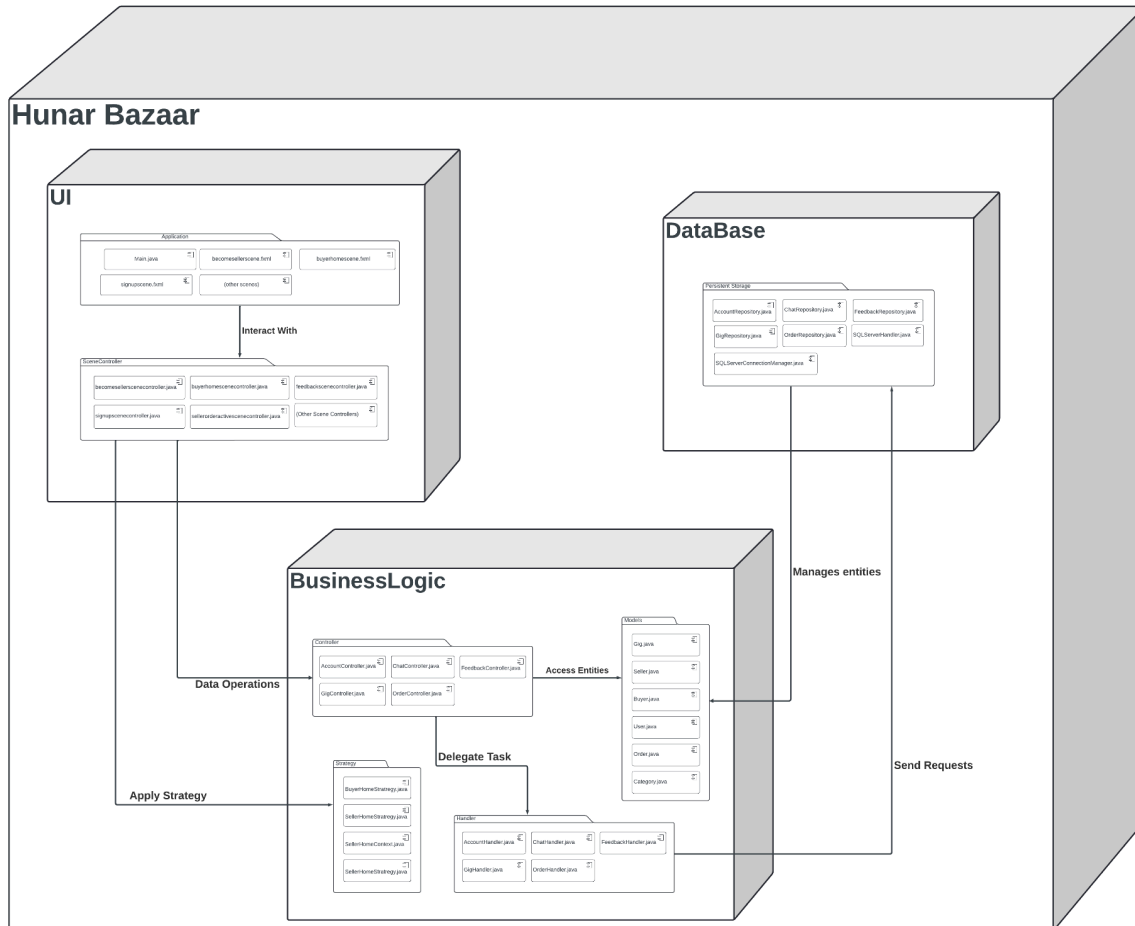 Hunar Bazaar
UI
Application
Main.java
becomesellerscene.fxml
buyerhomescene.fxml
signupscene.fxml
(other scenes)
Interact With
SceneController
becomesellerscenecontroller.java
buyerhomescenecontroller.java
feedbackscenecontroller.java
signupscenecontroller.java
sellerorderactivescenecontroller.java
(Other Scene Controllers)
DataBase
Persistent Storage
AccountRepository.java
ChatRepository.java
FeedbackRepository.java
GigRepository.java
OrderRepository.java
SQLServerHandler.java
SQLServerConnectionManager.java
Manages entities
Send Requests
Data Operations
Apply Strategy
BusinessLogic
Controller
AccountController.java
ChatController.java
FeedbackController.java
GigController.java
OrderController.java
Access Entities
Models
Gig.java
Seller.java
Buyer.java
User.java
Order.java
Category.java
Delegate Task
Strategy
BuyerHomeStratregy.java
SellerHomeStratregy.java
SellerHomeContext.java
SellerHomeStratregy.java
Handler
AccountHandler.java
ChatHandler.java
FeedbackHandler.java
GigHandler.java
OrderHandler.java